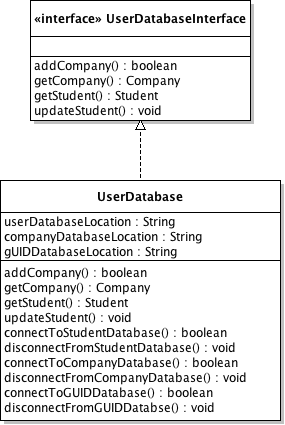 «interface» UserDatabaseInterface
addCompany() : boolean
getCompany() : Company
getStudent() : Student
updateStudent() : void
UserDatabase
userDatabaseLocation : String
companyDatabaseLocation : String
gUIDDatabaseLocation : String
addCompany() : boolean
getCompany() : Company
getStudent() : Student
updateStudent() : void
connectToStudentDatabase() : boolean
disconnectFromStudentDatabase() : void
connectToCompanyDatabase() : boolean
disconnectFromCompanyDatabase() : void
connectToGUIDDatabase() : boolean
disconnectFromGUIDDatabse() : void